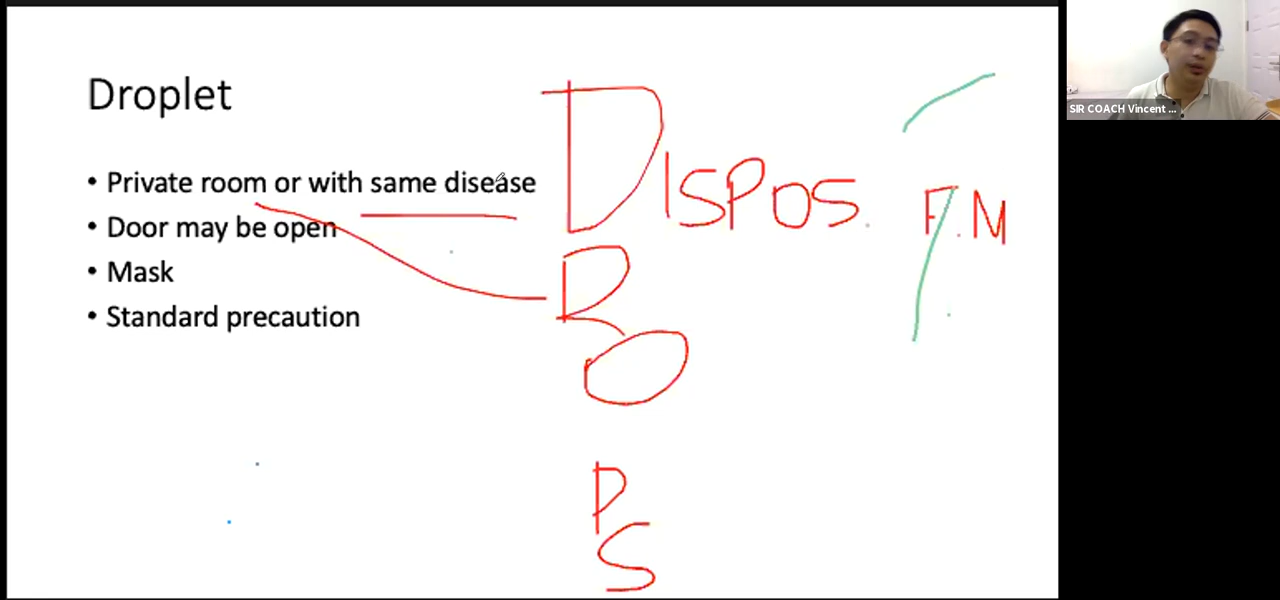 Droplet
• Private room or with same disease
• Door may be open
• Mask
• Standard precaution
DISPOS.
F.M
R
O
P
S
SIR COACH Vincent ...